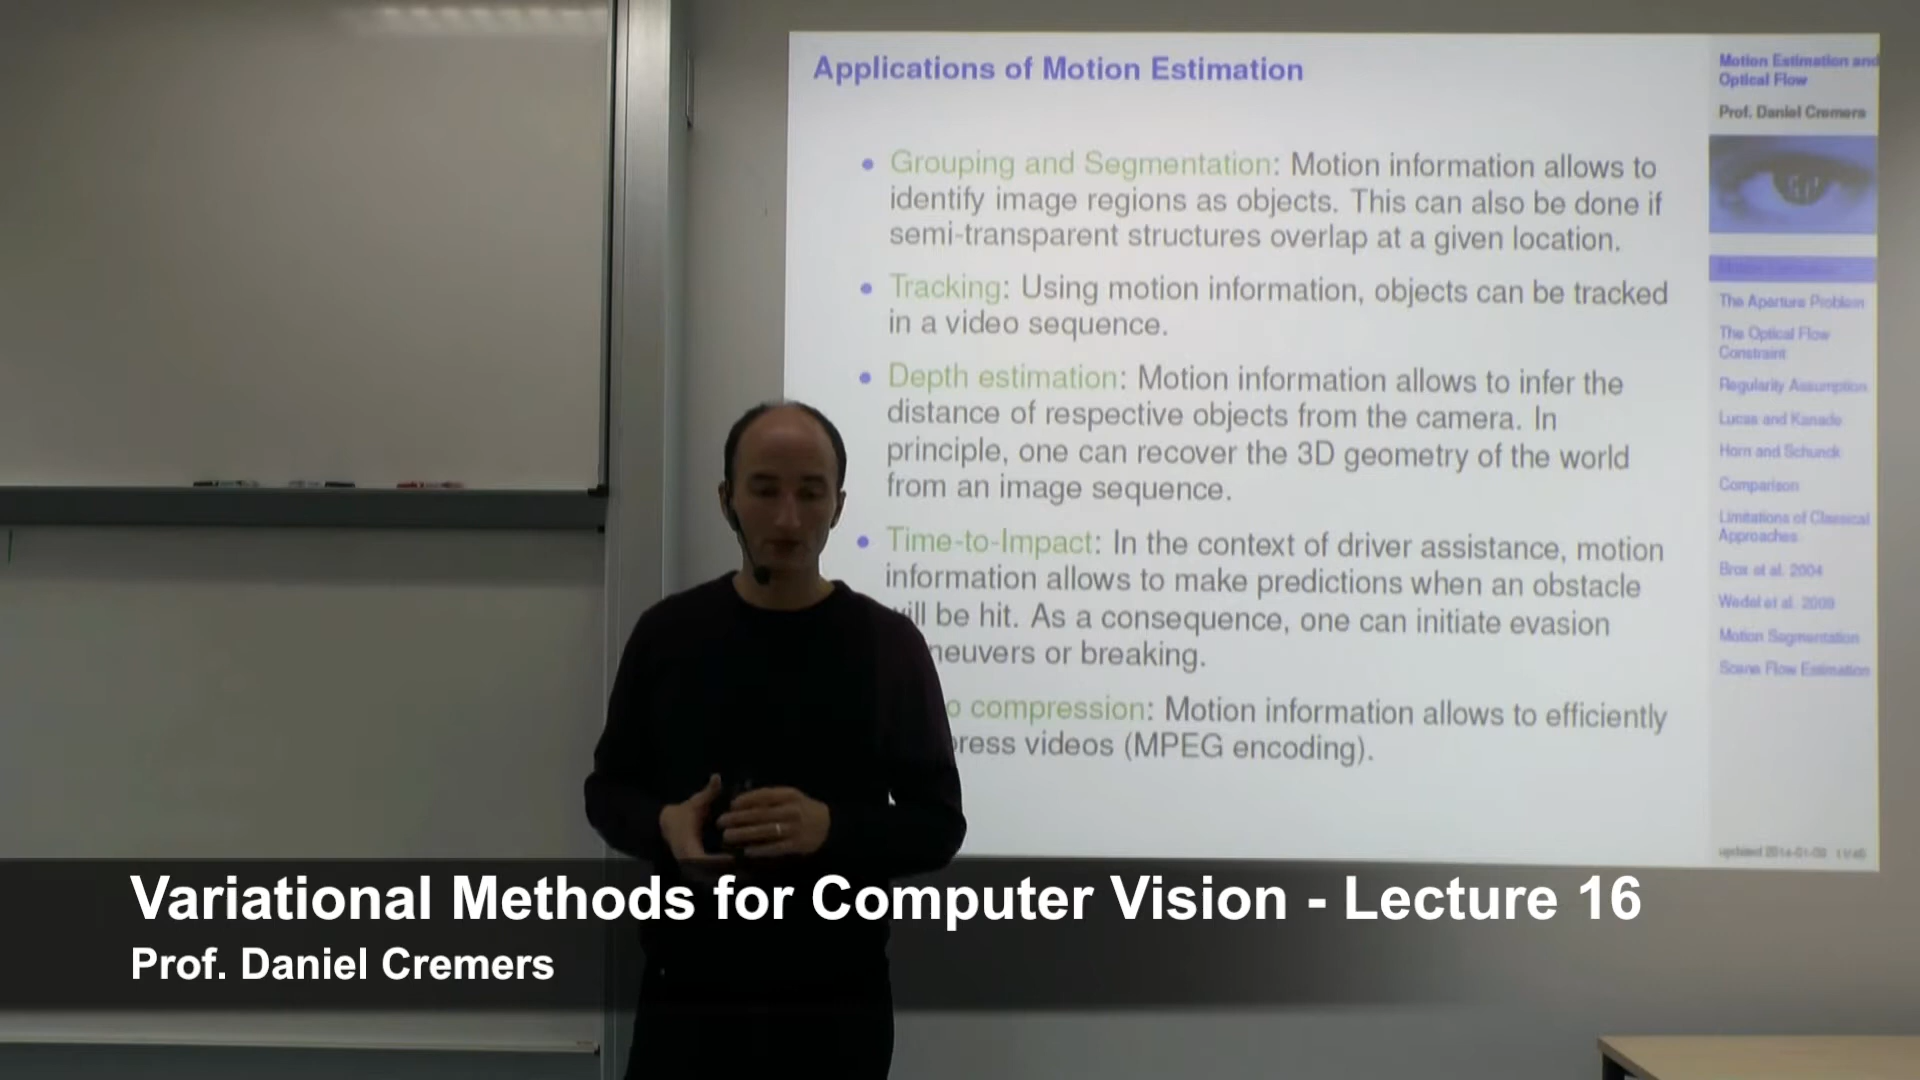 Applications of Motion Estimation
Grouping and Segmentation: Motion information allows to
identify image regions as objects. This can also be done if
semi-transparent structures overlap at a given location.
Tracking: Using motion information, objects can be tracked
in a video sequence.
Depth estimation: Motion information allows to infer the
distance of respective objects from the camera. In
principle, one can recover the 3D geometry of the world
from an image sequence.
Time-to-Impact: In the context of driver assistance, motion
information allows to make predictions when an obstacle
will be hit. As a consequence, one can initiate evasion
neuvers or breaking.
o compression: Motion information allows to efficiently
press videos (MPEG encoding).
Motion Estimation and
Optical Flow
Prof. Daniel Cremers
The Aperture Problem
The Optical Flow
Constraint
Regularity Assumption
Lucas and Kanade
Horn and Schunck
Comparison
Limitations of Classical
Approaches
Brox et al. 2004
Wedel et al. 2009
Motion Segmentation
Scene Flow Estimation
Variational Methods for Computer Vision - Lecture 16
Prof. Daniel Cremers